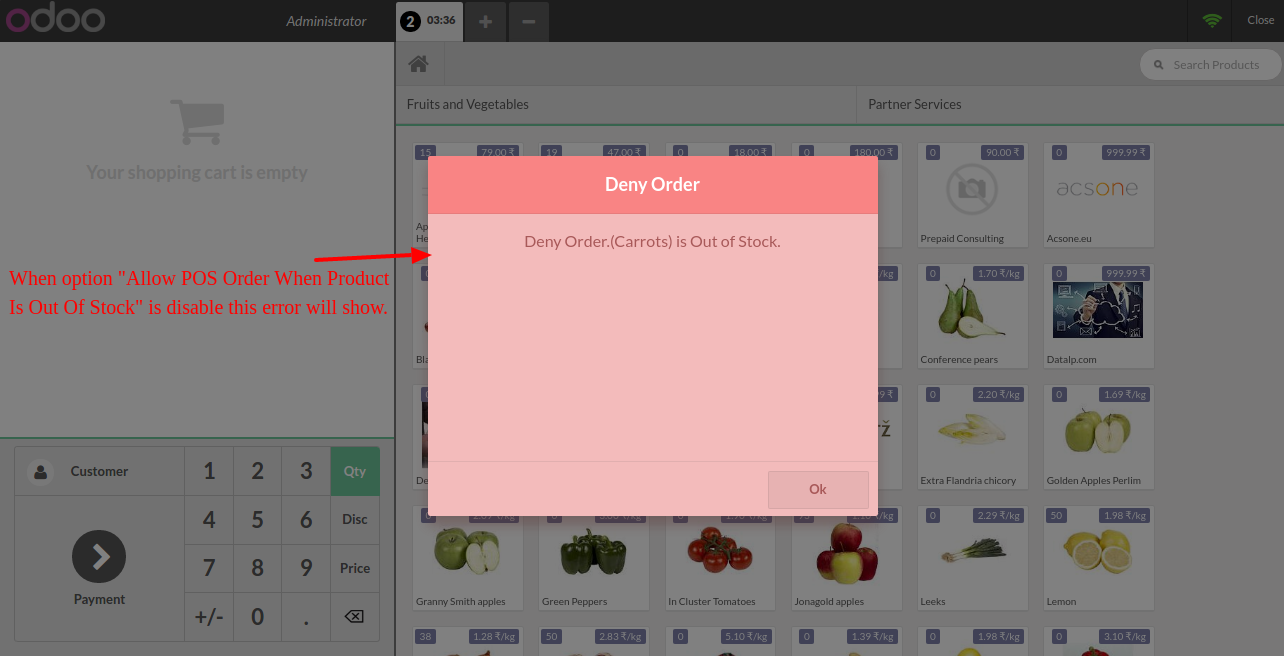 odoo
Administrator
2 03:36
Close
Search Products
Fruits and Vegetables
Partner Services
Your shopping cart is empty
15 79.00 ₹
19 47.00 ₹
0 18.00 ₹
0 180.00 ₹
0 90.00 ₹
0 999.99 ₹
acsone
Prepaid Consulting
Acsone.eu
Deny Order
Deny Order.(Carrots) is Out of Stock.
Ok
When option "Allow POS Order When Product
Is Out Of Stock" is disable this error will show.
/kg
0 1.70 ₹/kg
0 999.99 ₹
Conference pears
Datalp.com
0 2.20 ₹/kg
0 1.69 ₹/kg
Extra Flandria chicory
Golden Apples Perlim
0 2.29 ₹/kg
50 1.98 ₹/kg
Granny Smith apples
Green Peppers
In Cluster Tomatoes
Jonagold apples
Leeks
Lemon
38 1.28 ₹/kg
50 2.83 ₹/kg
0 5.10 ₹/kg
0 1.39 ₹/kg
0 1.98 ₹/kg
0 3.10 ₹/kg
Customer
1 2 3 Qty
4 5 6 Disc
7 8 9 Price
+/- 0 .
Payment